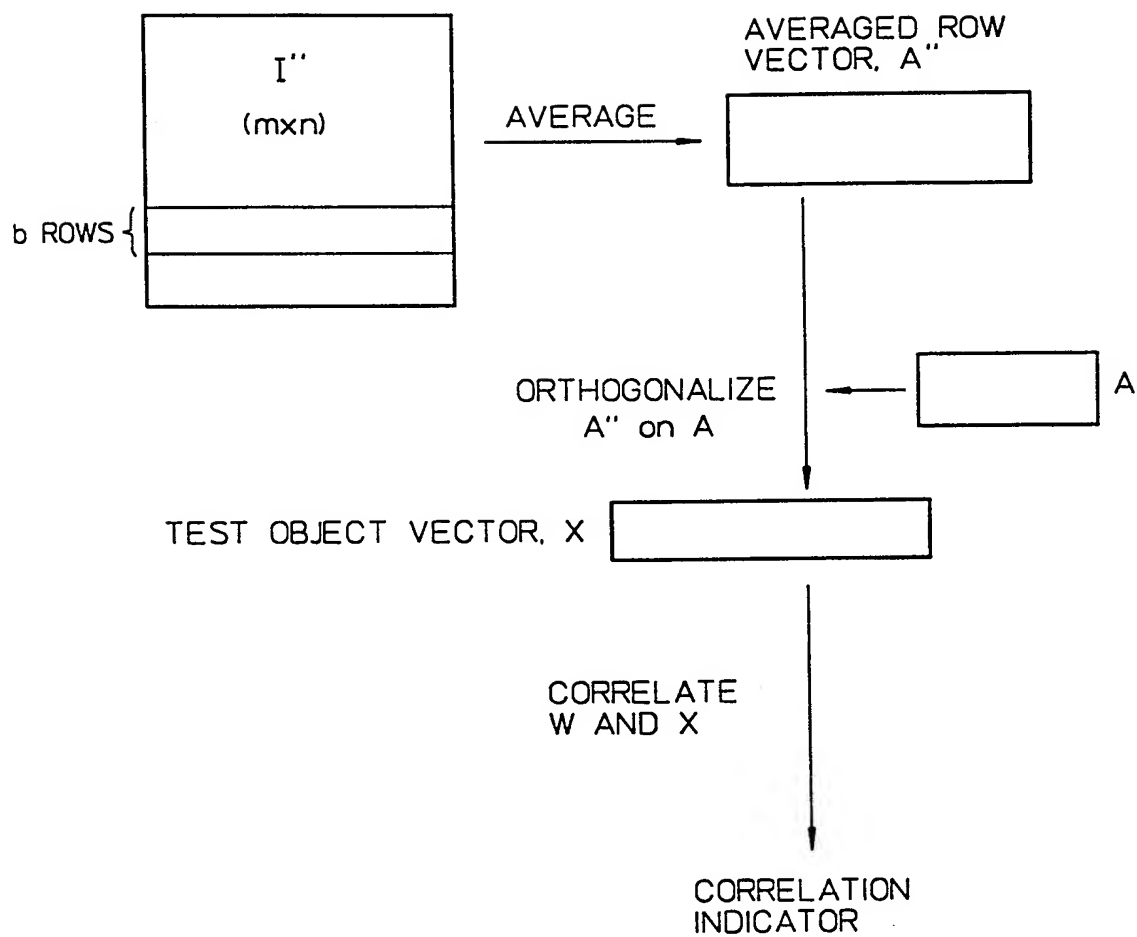 I''
(mxn)
b ROWS
AVERAGE
AVERAGED ROW
VECTOR, A''
ORTHOGONALIZE
A'' on A
A
TEST OBJECT VECTOR, X
CORRELATE
W AND X
CORRELATION
INDICATOR